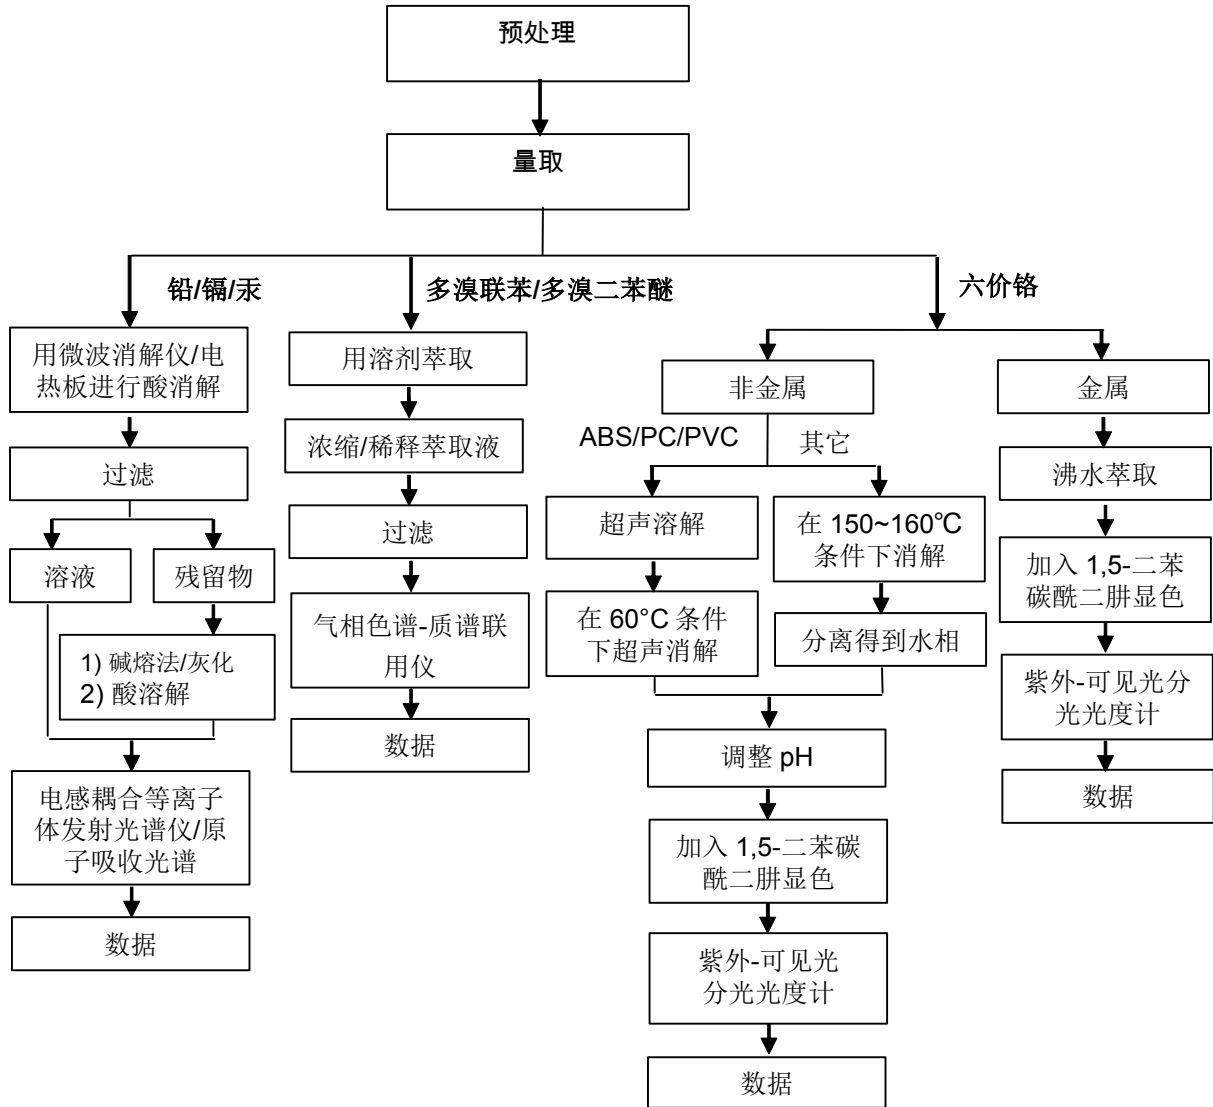 预处理
量取
铅/镉/汞
多溴联苯/多溴二苯醚
六价铬
用微波消解仪/电
热板进行酸消解
过滤
溶液
残留物
1) 碱熔法/灰化
2) 酸溶解
电感耦合等离子
体发射光谱仪/原
子吸收光谱
数据
用溶剂萃取
浓缩/稀释萃取液
过滤
气相色谱-质谱联
用仪
数据
非金属
ABS/PC/PVC
其它
超声溶解
在 60°C 条件
下超声消解
在 150~160℃
条件下消解
分离得到水相
调整 pH
加入 1,5-二苯碳
酰二肼显色
紫外-可见光
分光光度计
数据
金属
沸水萃取
加入 1,5-二苯
碳酰二肼显色
紫外-可见光分
光光度计
数据